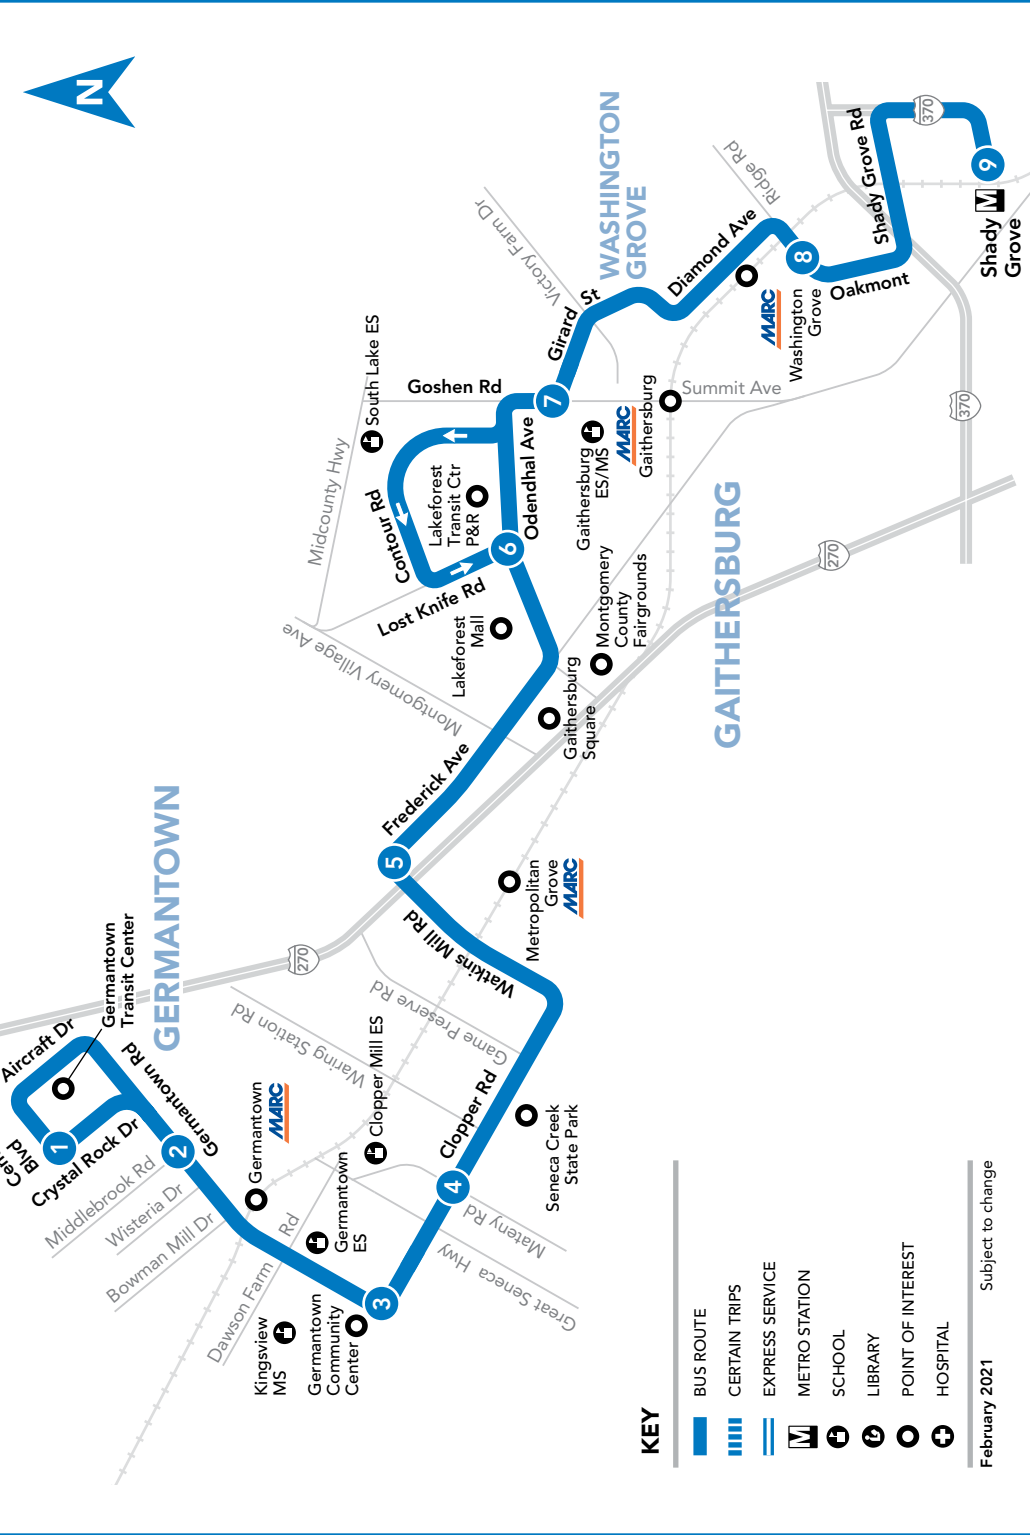 N
GERMANTOWN
WASHINGTON
GROVE
GAITHERSBURG
Aircraft Dr
Germantown
Transit Center
Blvd
Crystal Rock Dr
Germantown Rd
1
2
3
4
5
6
7
8
9
Middlebrook Rd
Wisteria Dr
Bowman Mill Dr
Dawson Farm
Rd
Germantown
MARC
Germantown
ES
Kingsview
MS
Germantown
Community
Center
Clopper Mill ES
Waring Station Rd
Game Preserve Rd
Great Seneca Hwy
Mateny Rd
Clopper Rd
Seneca Creek
State Park
Watkins Mill Rd
Metropolitan
Grove
MARC
270
Frederick Ave
Montgomery Village Ave
Gaithersburg
Square
Montgomery
County
Fairgrounds
Lakeforest
Mall
Lost Knife Rd
Contour Rd
Lakeforest
Transit Ctr
P&R
Odendhal Ave
Midcounty Hwy
South Lake ES
Goshen Rd
Girard St
Victory Farm Dr
Gaithersburg
ES/MS
MARC
Gaithersburg
Summit Ave
270
370
Diamond Ave
Ridge Rd
MARC
Washington
Grove
Oakmont
Shady Grove Rd
370
M
Shady
Grove
KEY
BUS ROUTE
CERTAIN TRIPS
EXPRESS SERVICE
M
METRO STATION
SCHOOL
LIBRARY
POINT OF INTEREST
HOSPITAL
February 2021
Subject to change